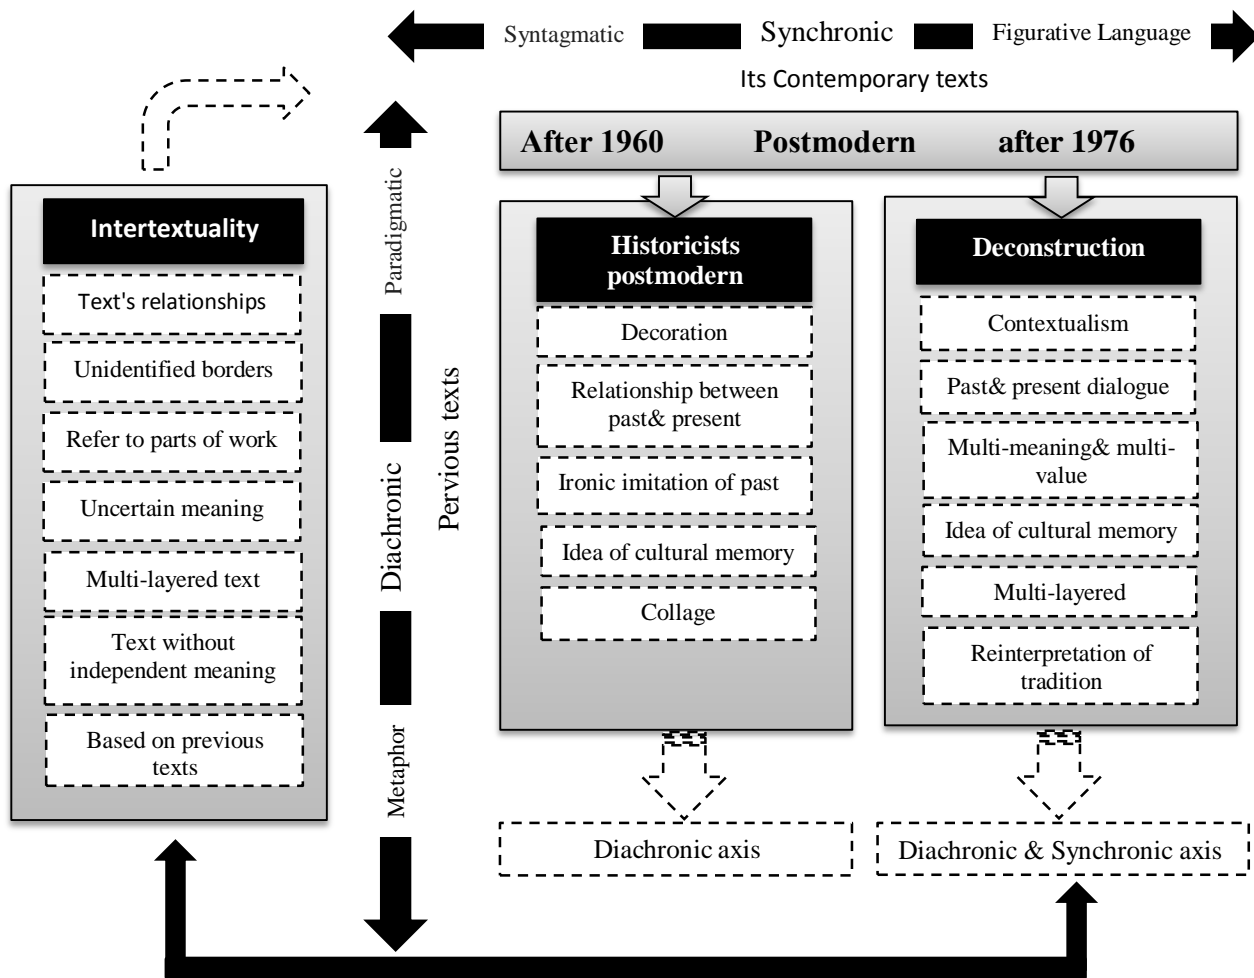 Syntagmatic Synchronic Figurative Language
Its Contemporary texts
After 1960 Postmodern after 1976
Intertextuality
Text's relationships
Unidentified borders
Refer to parts of work
Uncertain meaning
Multi-layered text
Text without
independent meaning
Based on previous
texts
Paradigmatic
Diachronic
Metaphor
Pervious texts
Historicists
postmodern
Decoration
Relationship between
past& present
Ironic imitation of past
Idea of cultural memory
Collage
Diachronic axis
Deconstruction
Contextualism
Past& present dialogue
Multi-meaning& multi-
value
Idea of cultural memory
Multi-layered
Reinterpretation of
tradition
Diachronic & Synchronic axis